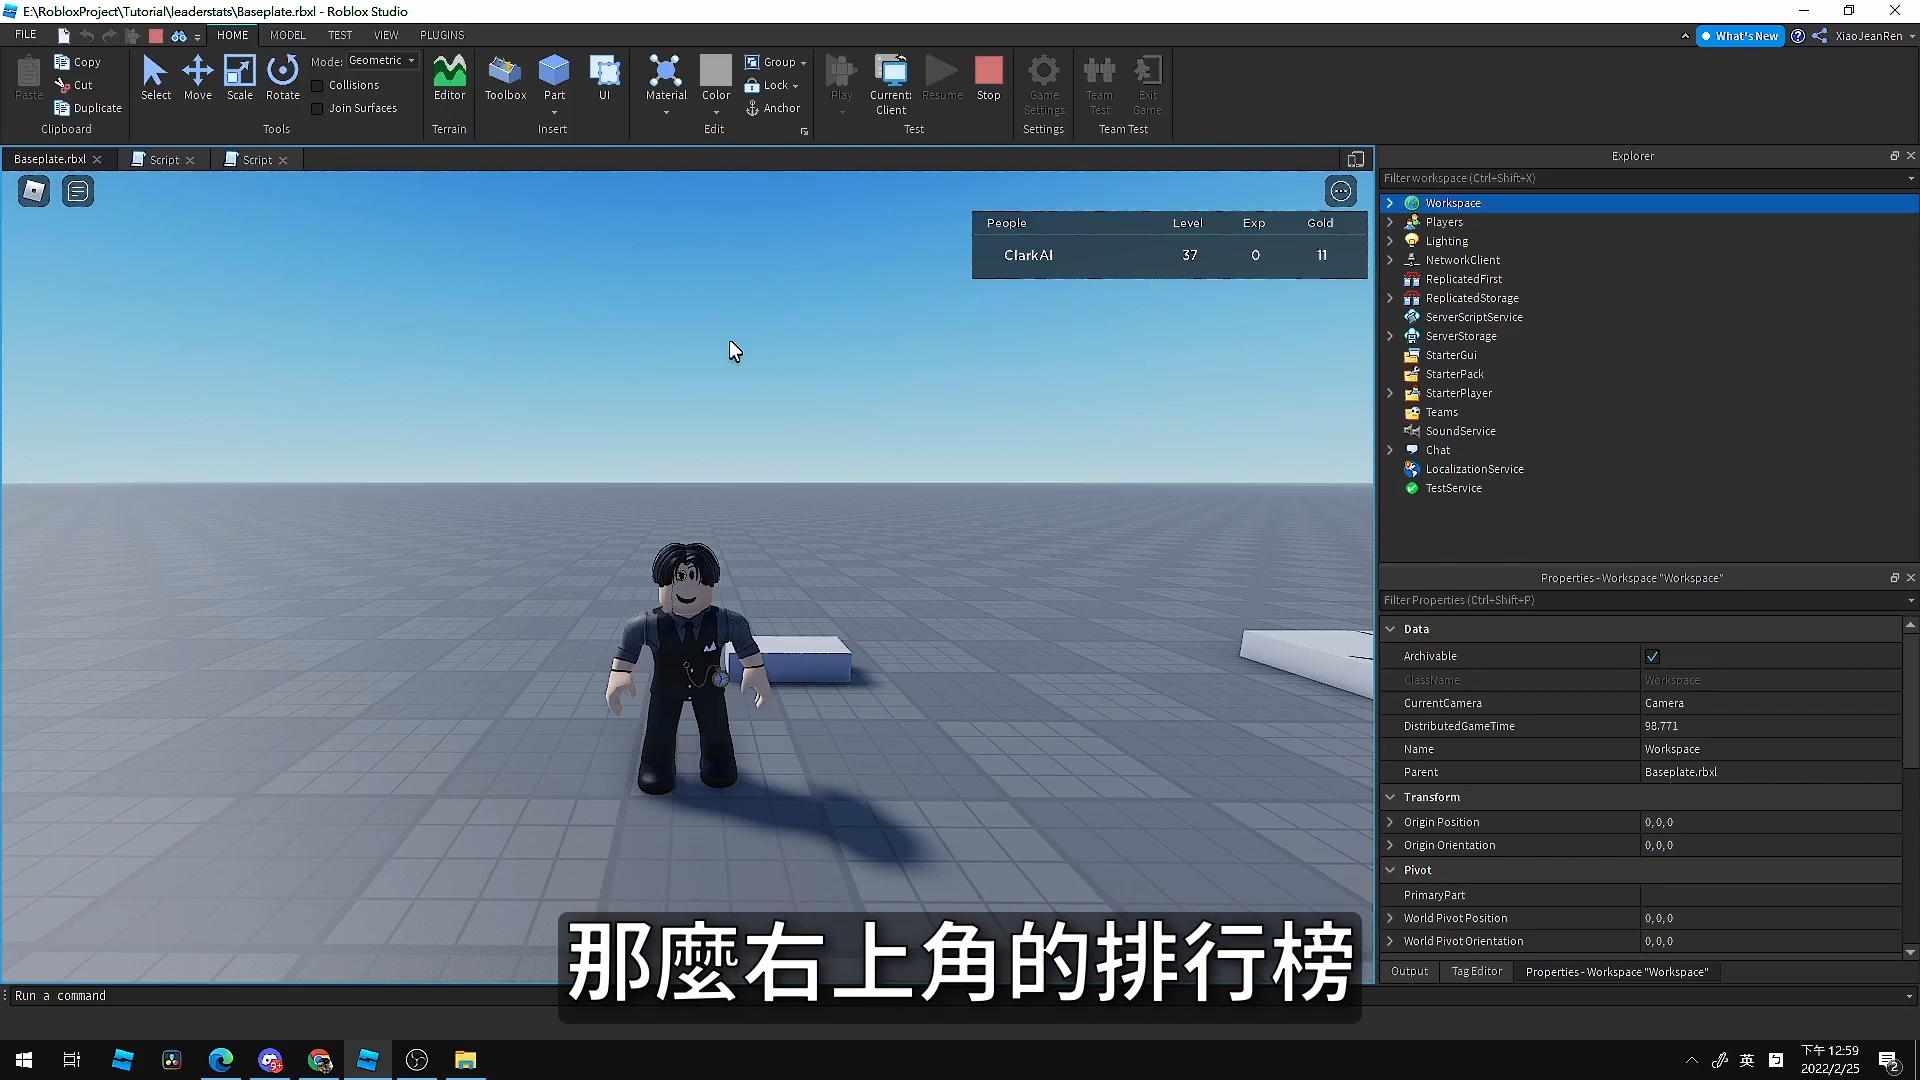 E:\RobloxProject\Tutorial\leaderstats\Baseplate.rbxl - Roblox Studio
FILE HOME MODEL TEST VIEW PLUGINS What's New XiaoJeanRen
Paste Copy Cut Duplicate Clipboard
Select Move Scale Rotate Mode: Geometric Collisions Join Surfaces Tools
Editor Terrain
Toolbox Part UI Insert
Material Color Group Lock Anchor Edit
Play Current: Client Resume Stop Test
Game Settings Settings
Team Test Exit Game Team Test
Baseplate.rbxl Script Script
People Level Exp Gold
ClarkAI 37 0 11
Explorer
Filter workspace (Ctrl+Shift+X)
Workspace
Players
Lighting
NetworkClient
ReplicatedFirst
ReplicatedStorage
ServerScriptService
ServerStorage
StarterGui
StarterPack
StarterPlayer
Teams
SoundService
Chat
LocalizationService
TestService
Properties - Workspace "Workspace"
Filter Properties (Ctrl+Shift+P)
Data
Archivable
ClassName Workspace
CurrentCamera Camera
DistributedGameTime 98.771
Name Workspace
Parent Baseplate.rbxl
Transform
Origin Position 0, 0, 0
Origin Orientation 0, 0, 0
Pivot
PrimaryPart
World Pivot Position 0, 0, 0
World Pivot Orientation 0, 0, 0
Output Tag Editor Properties - Workspace "Workspace"
那麼右上角的排行榜
Run a command
9+
英
下午 12:59
2022/2/25
2